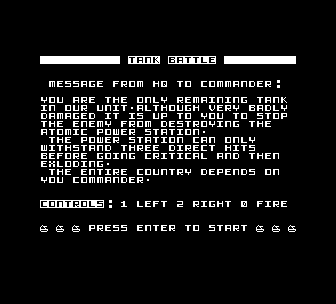 TANK BATTLE
MESSAGE FROM HQ TO COMMANDER:
YOU ARE THE ONLY REMAINING TANK
IN OUR UNIT.ALTHOUGH VERY BADLY
DAMAGED IT IS UP TO YOU TO STOP
THE ENEMY FROM DESTROYING THE
ATOMIC POWER STATION.
THE POWER STATION CAN ONLY
WITHSTAND THREE DIRECT HITS
BEFORE GOING CRITICAL AND THEN
EXLODING.
THE ENTIRE COUNTRY DEPENDS ON
YOU COMMANDER.
CONTROLS: 1 LEFT 2 RIGHT 0 FIRE
PRESS ENTER TO START